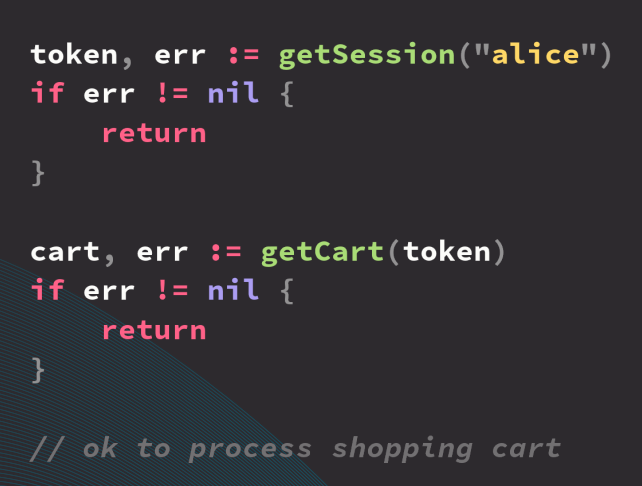 token, err := getSession("alice")
if err != nil {
    return
}

cart, err := getCart(token)
if err != nil {
    return
}

// ok to process shopping cart